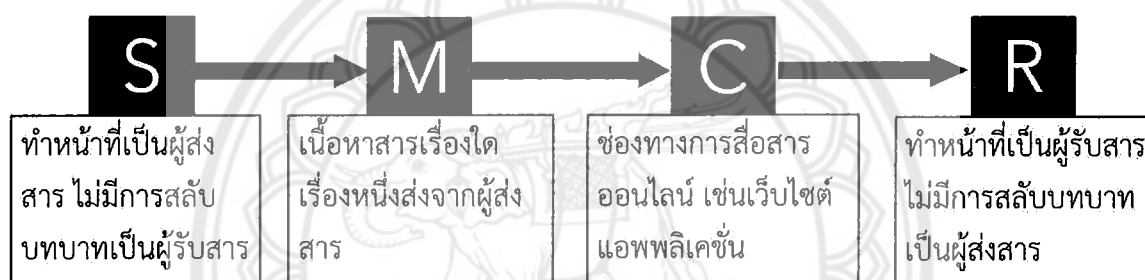 S M C R
ทำหน้าที่เป็นผู้ส่ง
สาร ไม่มีการสลับ
บทบาทเป็นผู้รับสาร
เนื้อหาสารเรื่องใด
เรื่องหนึ่งส่งจากผู้ส่ง
สาร
ช่องทางการสื่อสาร
ออนไลน์ เช่นเว็บไซต์
แอพพลิเคชั่น
ทำหน้าที่เป็นผู้รับสาร
ไม่มีการสลับบทบาท
เป็นผู้ส่งสาร